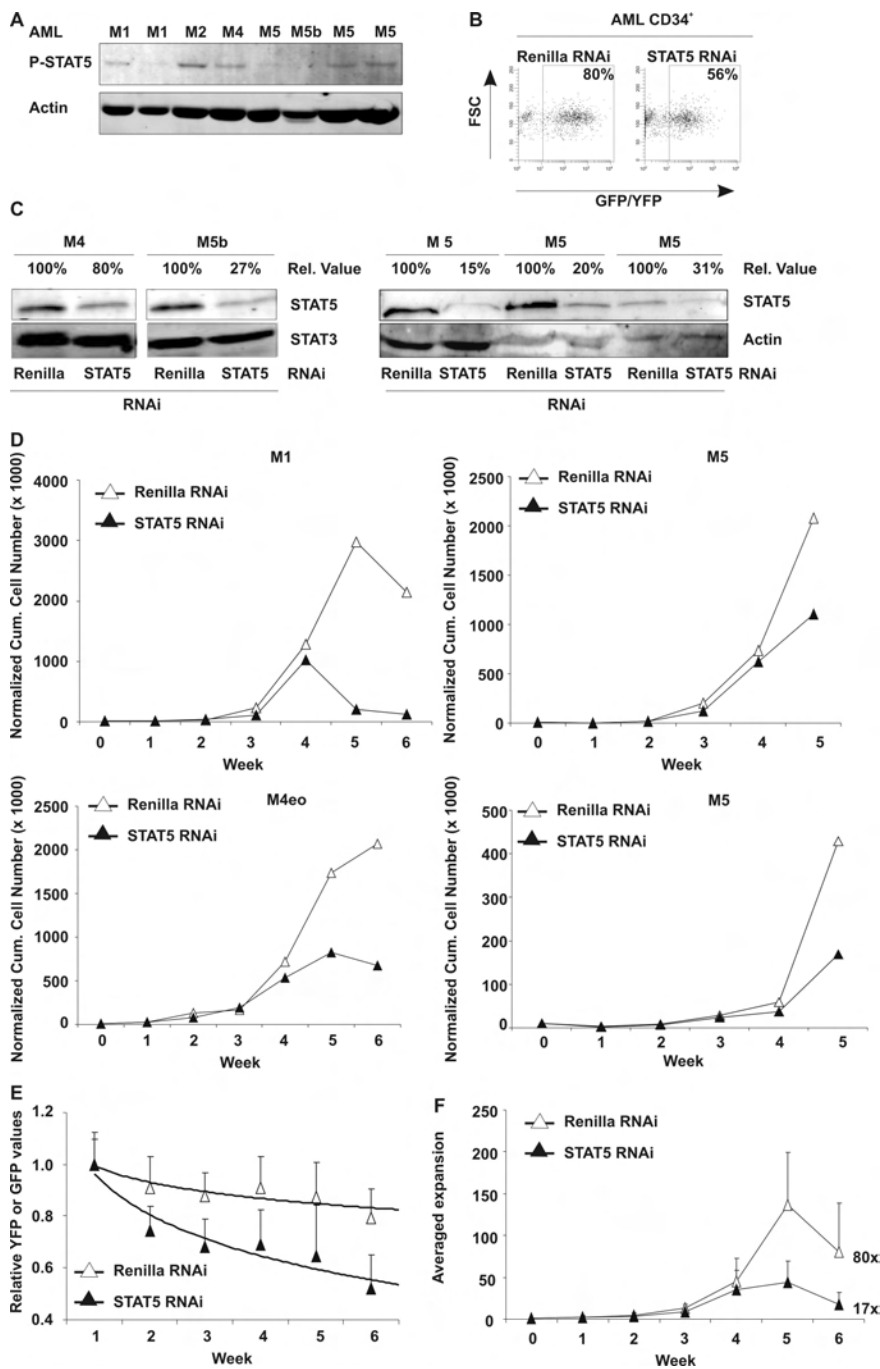 A
AML M1 M1 M2 M4 M5 M5b M5 M5
P-STAT5
Actin
B
AML CD34+
Renilla RNAi STAT5 RNAi
80% 56%
FSC
GFP/YFP
C
M4 M5b
100% 80% 100% 27% Rel. Value
STAT5
STAT3
Renilla STAT5 Renilla STAT5 RNAi
RNAi
M 5 M5 M5
100% 15% 100% 20% 100% 31% Rel. Value
STAT5
Actin
Renilla STAT5 Renilla STAT5 Renilla STAT5 RNAi
RNAi
D
M1
Normalized Cum. Cell Number (x 1000)
4000
3000
2000
1000
0
Renilla RNAi
STAT5 RNAi
0 1 2 3 4 5 6
Week
M5
Normalized Cum. Cell Number (x 1000)
2500
2000
1500
1000
500
0
Renilla RNAi
STAT5 RNAi
0 1 2 3 4 5
Week
M4eo
Normalized Cum. Cell Number (x 1000)
2500
2000
1500
1000
500
0
Renilla RNAi
STAT5 RNAi
0 1 2 3 4 5 6
Week
M5
Normalized Cum. Cell Number (x 1000)
500
400
300
200
100
0
Renilla RNAi
STAT5 RNAi
0 1 2 3 4 5
Week
E
Relative YFP or GFP values
1.2
1.0
0.8
0.6
0.4
Renilla RNAi
STAT5 RNAi
1 2 3 4 5 6
Week
F
Averaged expansion
250
200
150
100
50
0
Renilla RNAi
STAT5 RNAi
80x
17x
0 1 2 3 4 5 6
Week